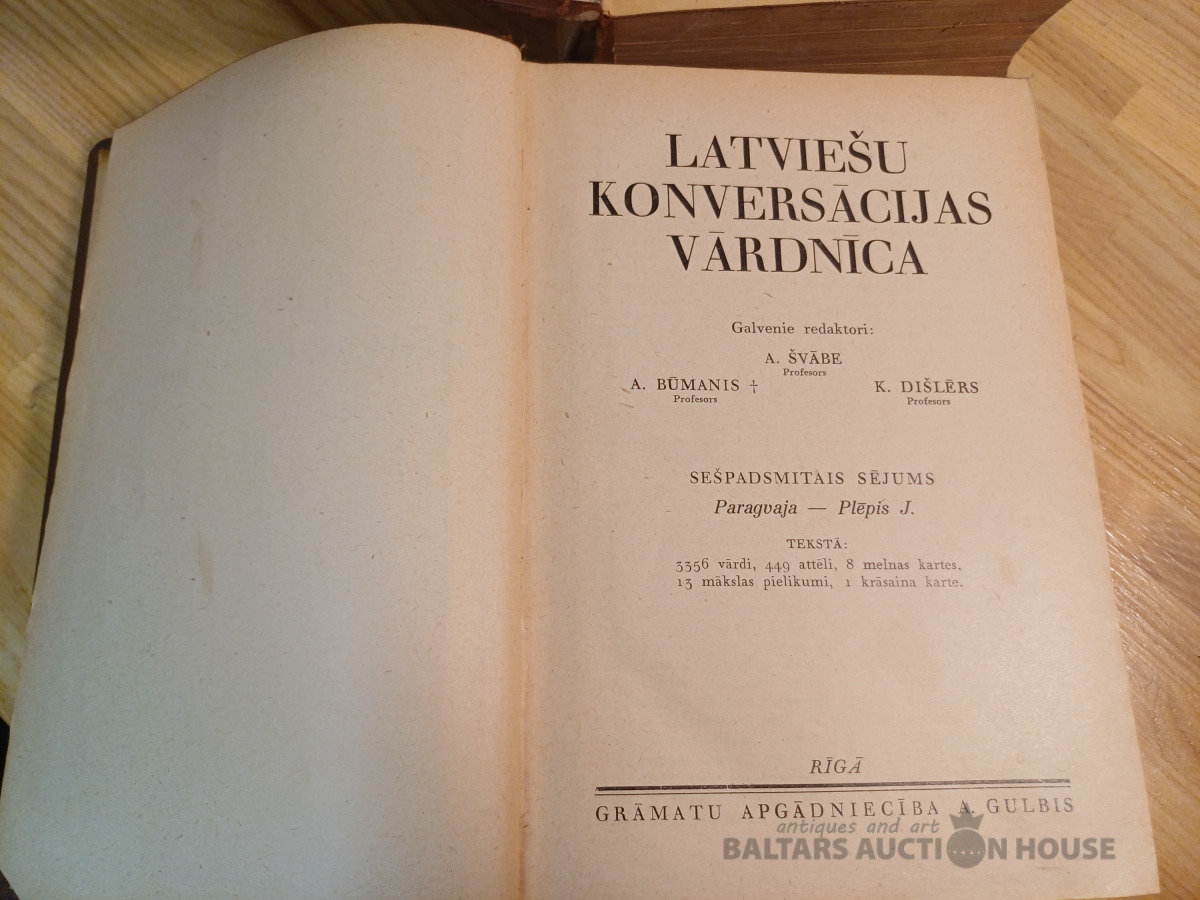 LATVIEŠU
KONVERSĀCIJAS
VĀRDNĪCA
Galvenie redaktori:
A. ŠVĀBE
Profesors
A. BŪMANIS † K. DIŠLĒRS
Profesors Profesors
SEŠPADSMITAIS SĒJUMS
Paragvaja — Plēpis J.
TEKSTĀ:
3356 vārdi, 449 attēli, 8 melnas kartes,
13 mākslas pielikumi, 1 krāsaina karte.
RĪGĀ
GRĀMATU APGĀDNIECĪBA A. GULBIS
antiques and art
BALTARS AUCTION HOUSE